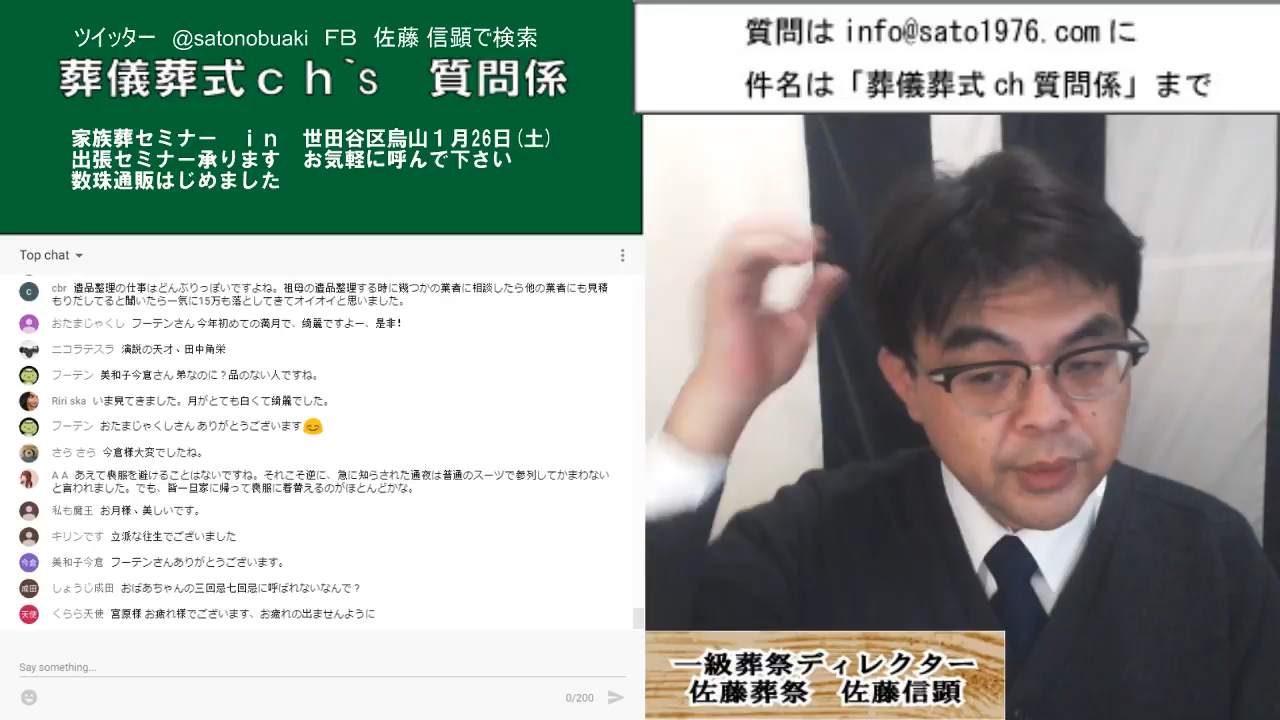 ツイッター　@satonobuaki　ＦＢ　佐藤 信顕で検索
葬儀葬式ｃｈ`s　質問係
家族葬セミナー　ｉｎ　世田谷区烏山１月26日(土)
出張セミナー承ります　お気軽に呼んで下さい
数珠通販はじめました
質問は info@sato1976.com に
件名は「葬儀葬式 ch 質問係」まで
Top chat
C cbr 遺品整理の仕事はどんぶりっぽいですよね。祖母の遺品整理する時に幾つかの業者に相談したら他の業者にも見積
もりだしてると聞いたら一気に15万も落としてきてオイオイと思いました。
おたまじゃくし フーテンさん 今年初めての満月で、綺麗ですよー、是非!
ニコラテスラ 演説の天才、田中角栄
フーテン 美和子今倉さん 弟なのに？品のない人ですね。
Riri ska いま見てきました。月がとても白くて綺麗でした。
フーテン おたまじゃくしさん ありがとうございます😊
さら さら 今倉様大変でしたね。
A A あえて喪服を避けることはないですね。それこそ逆に、急に知らされた通夜は普通のスーツで参列してかまわない
と言われました。でも、皆一旦家に帰って喪服に着替えるのがほとんどかな。
私も魔王 お月様、美しいです。
キリンです 立派な往生でございました
今倉 美和子今倉 フーテンさんありがとうございます。
成田 しょうじ成田 おばあちゃんの三回忌七回忌に呼ばれないなんで？
天使 くらら天使 宮原様 お疲れ様でございます、お疲れの出ませんように
Say something...
0/200
一級葬祭ディレクター
佐藤葬祭　佐藤信顕